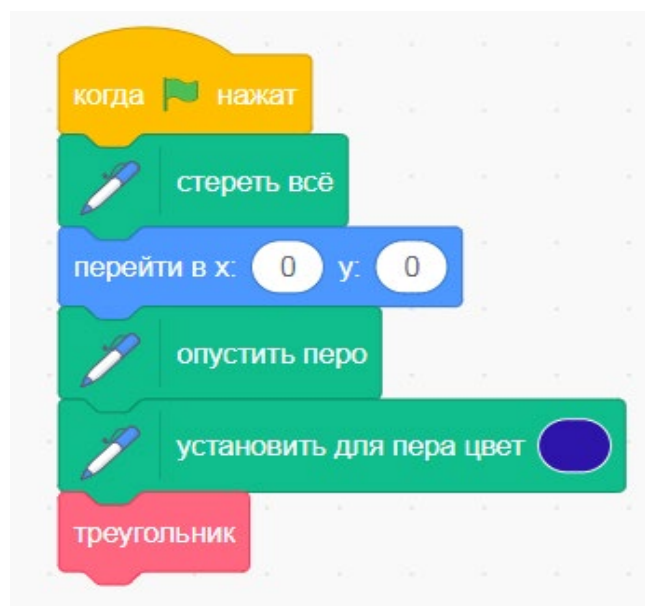 когда нажат
стереть всё
перейти в x: 0 y: 0
опустить перо
установить для пера цвет
треугольник